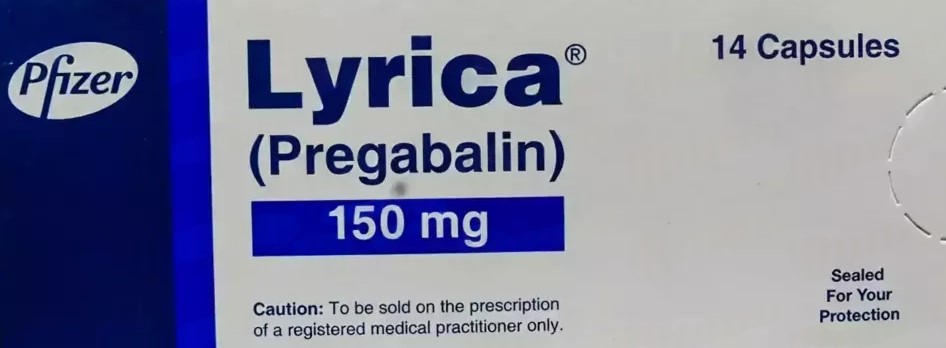 Pfizer
Lyrica®
14 Capsules
(Pregabalin)
150 mg
Caution: To be sold on the prescription
of a registered medical practitioner only.
Sealed
For Your
Protection